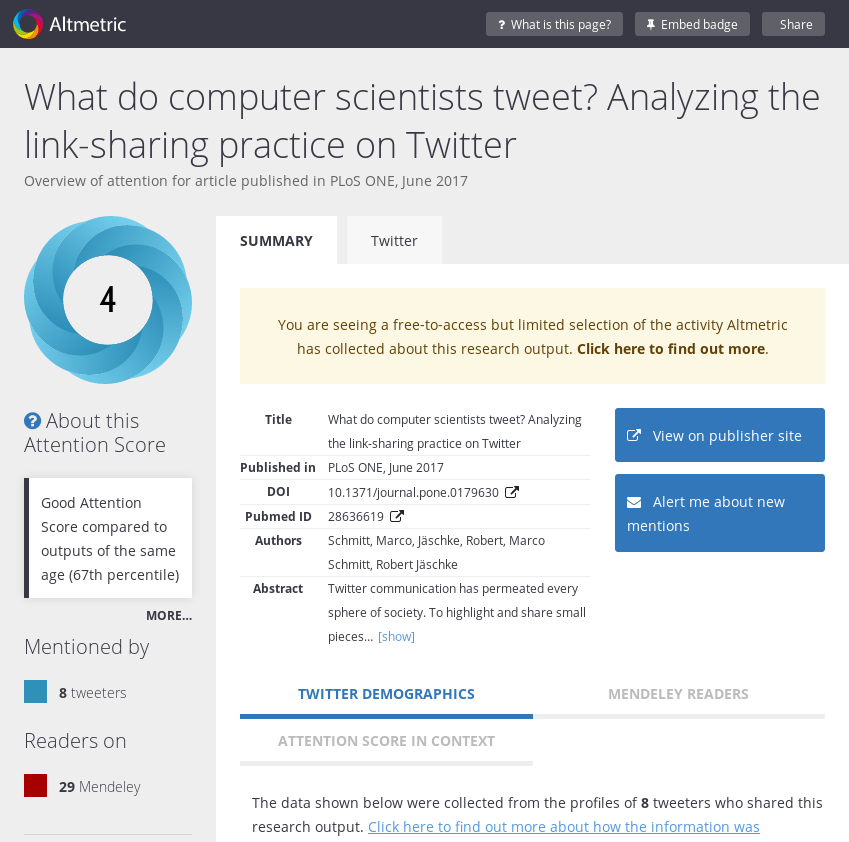 Altmetric
? What is this page?
Embed badge
Share
What do computer scientists tweet? Analyzing the
link-sharing practice on Twitter
Overview of attention for article published in PLoS ONE, June 2017
SUMMARY
Twitter
4
You are seeing a free-to-access but limited selection of the activity Altmetric
has collected about this research output. Click here to find out more.
? About this
Attention Score
Good Attention
Score compared to
outputs of the same
age (67th percentile)
MORE...
Mentioned by
8 tweeters
Readers on
29 Mendeley
Title What do computer scientists tweet? Analyzing
the link-sharing practice on Twitter
Published in PLoS ONE, June 2017
DOI 10.1371/journal.pone.0179630
Pubmed ID 28636619
Authors Schmitt, Marco, Jäschke, Robert, Marco
Schmitt, Robert Jäschke
Abstract Twitter communication has permeated every
sphere of society. To highlight and share small
pieces... [show]
View on publisher site
Alert me about new
mentions
TWITTER DEMOGRAPHICS
MENDELEY READERS
ATTENTION SCORE IN CONTEXT
The data shown below were collected from the profiles of 8 tweeters who shared this
research output. Click here to find out more about how the information was